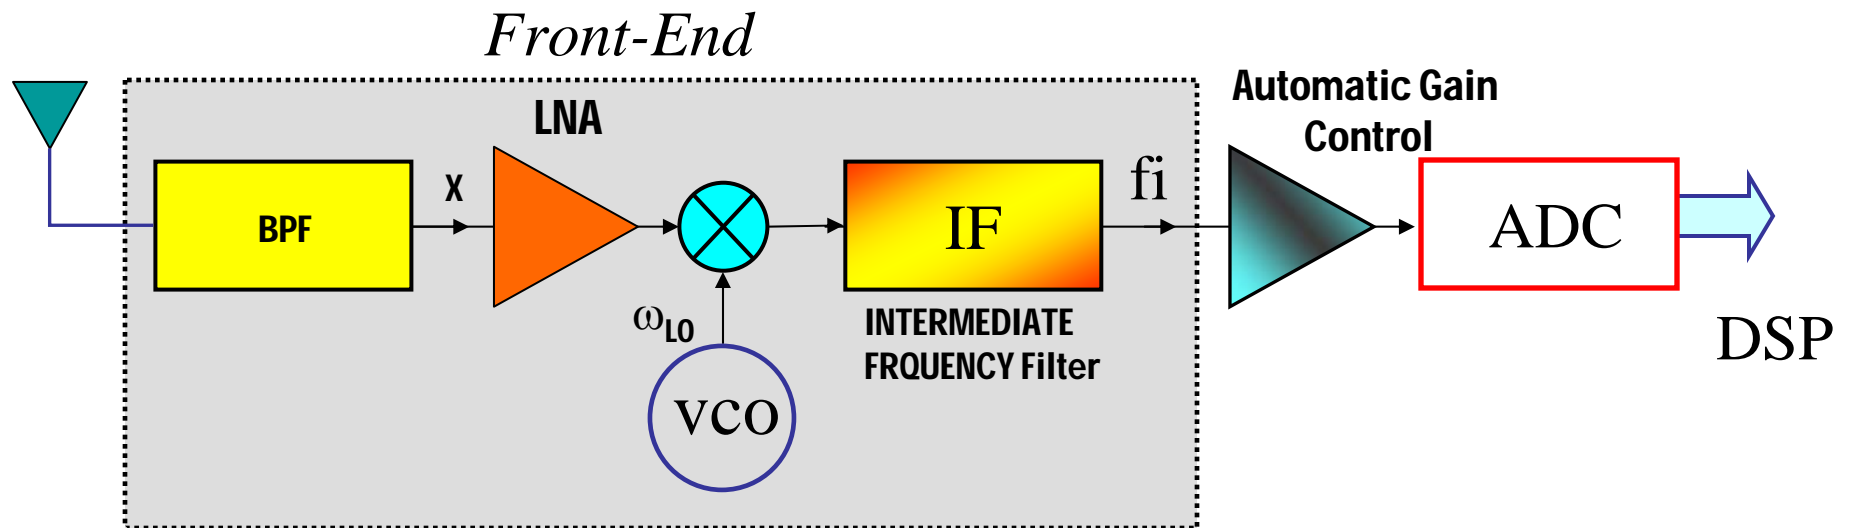 Front-End
LNA
Automatic Gain
Control
BPF
X
IF
fi
ADC
ωLO
INTERMEDIATE
FRQUENCY Filter
vco
DSP